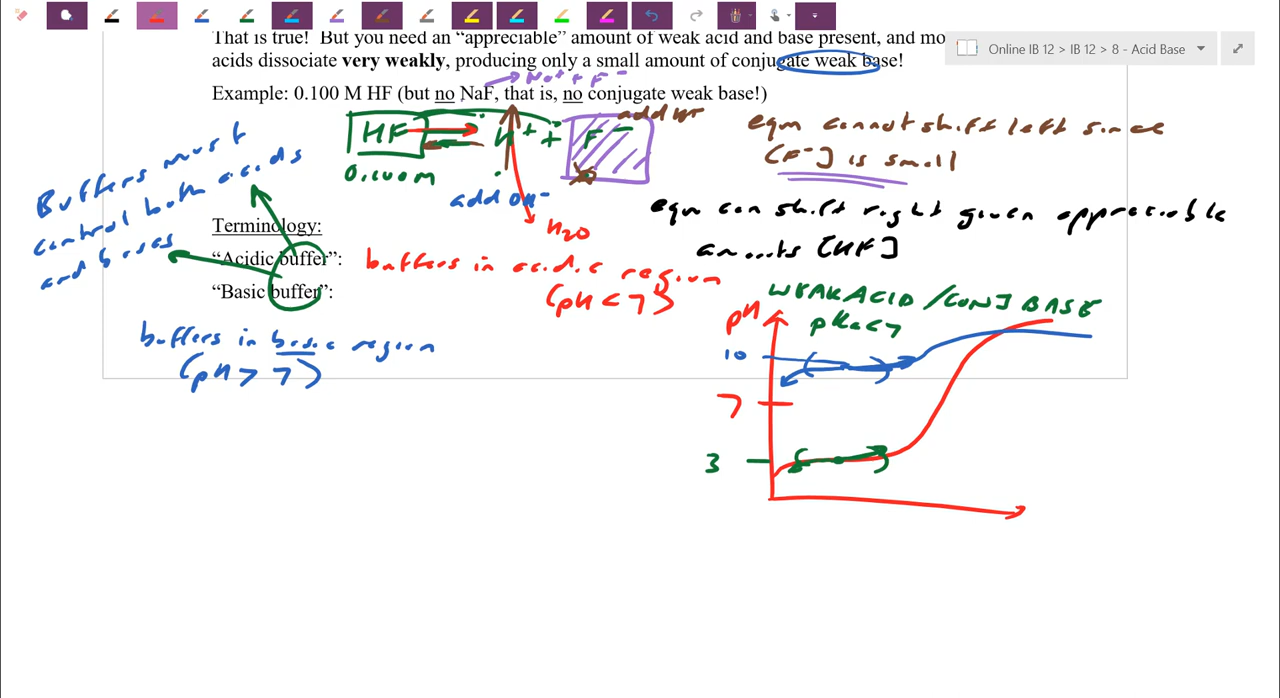 That is true! But you need an “appreciable” amount of weak acid and base present, and mo
acids dissociate very weakly, producing only a small amount of conjugate weak base!
Online IB 12 > IB 12 > 8 - Acid Base
Na+ + F-
Example: 0.100 M HF (but no NaF, that is, no conjugate weak base!)
add H+
HF H+ + F-
0.100M
add OH-
H2O
eqm cannot shift left since
[F-] is small
eqm can shift right given appreciable
[HF]
Buffers must
control both acids
and bases
Terminology:
“Acidic buffer”: buffers in acidic region
(pH < 7)
“Basic buffer”:
buffers in basic region
(pH > 7)
WEAK ACID / CONJ BASE
pKa < 7
pH
10
7
3